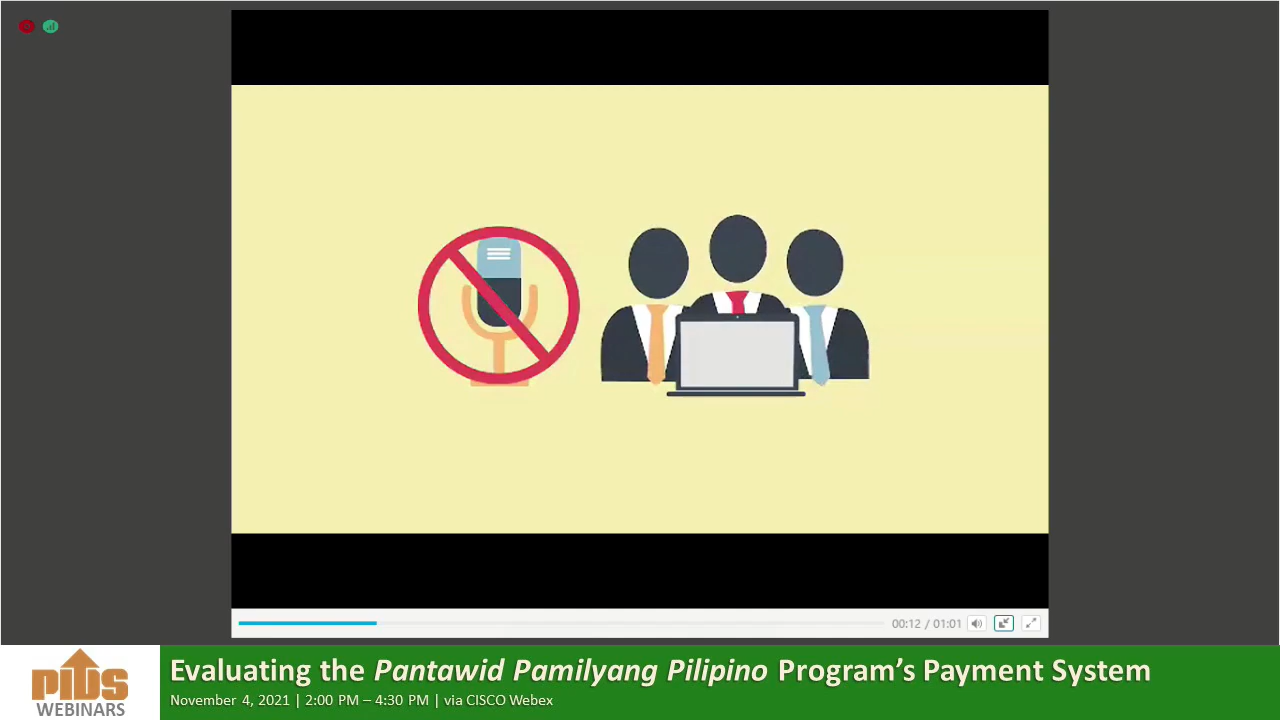 00:12 / 01:01
PIDS
WEBINARS
Evaluating the Pantawid Pamilyang Pilipino Program’s Payment System
November 4, 2021 | 2:00 PM – 4:30 PM | via CISCO Webex